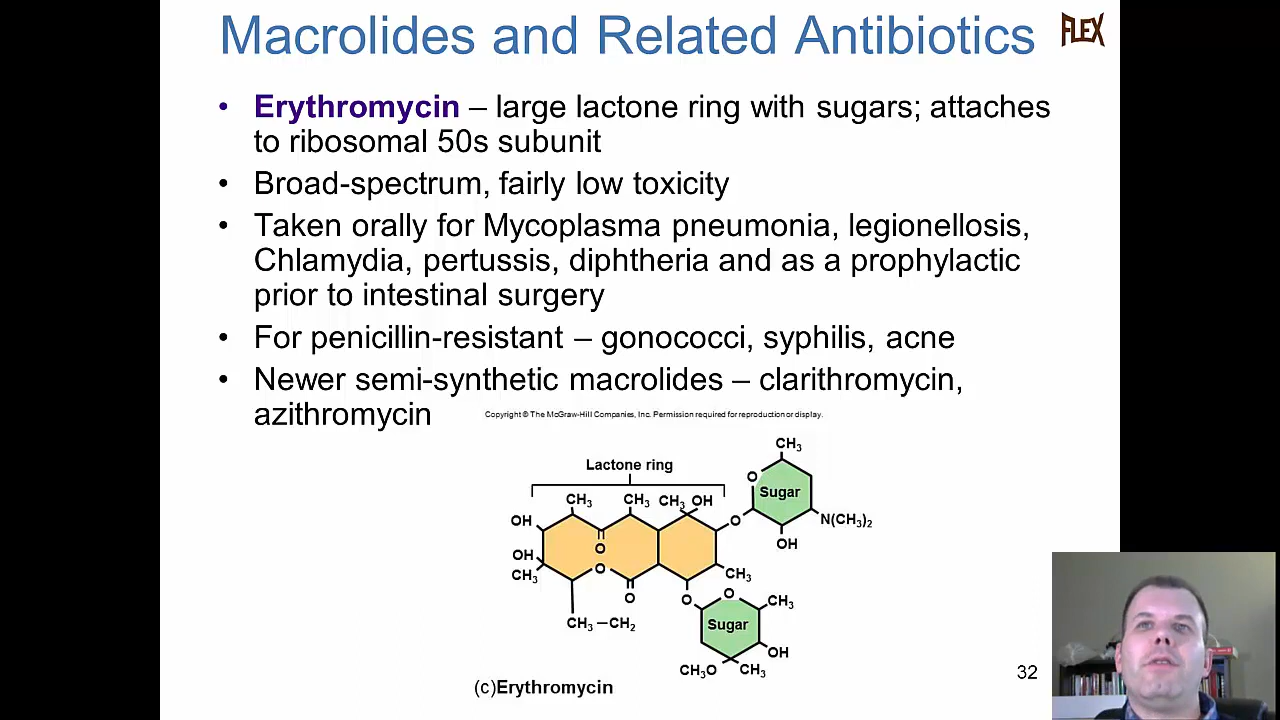 Macrolides and Related Antibiotics
FLEX
• Erythromycin – large lactone ring with sugars; attaches
to ribosomal 50s subunit
• Broad-spectrum, fairly low toxicity
• Taken orally for Mycoplasma pneumonia, legionellosis,
Chlamydia, pertussis, diphtheria and as a prophylactic
prior to intestinal surgery
• For penicillin-resistant – gonococci, syphilis, acne
• Newer semi-synthetic macrolides – clarithromycin,
azithromycin
Copyright © The McGraw-Hill Companies, Inc. Permission required for reproduction or display.
CH₃
Lactone ring
O
Sugar
CH₃ CH₃ CH₃ OH
OH
O
N(CH₃)₂
O
OH
OH
O
CH₃
CH₃
O
O
O
CH₃
CH₃ – CH₂
Sugar
OH
CH₃O CH₃
32
(c)Erythromycin